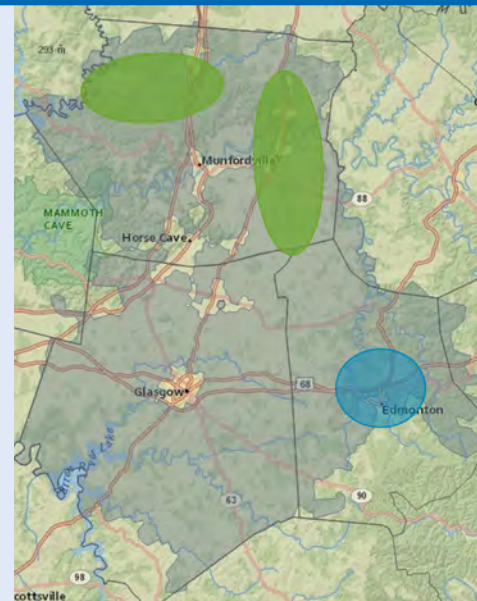 293 m
Munfordville
88
MAMMOTH
CAVE
Horse Cave
68
Glasgow
Edmonton
90
63
98
cottsville